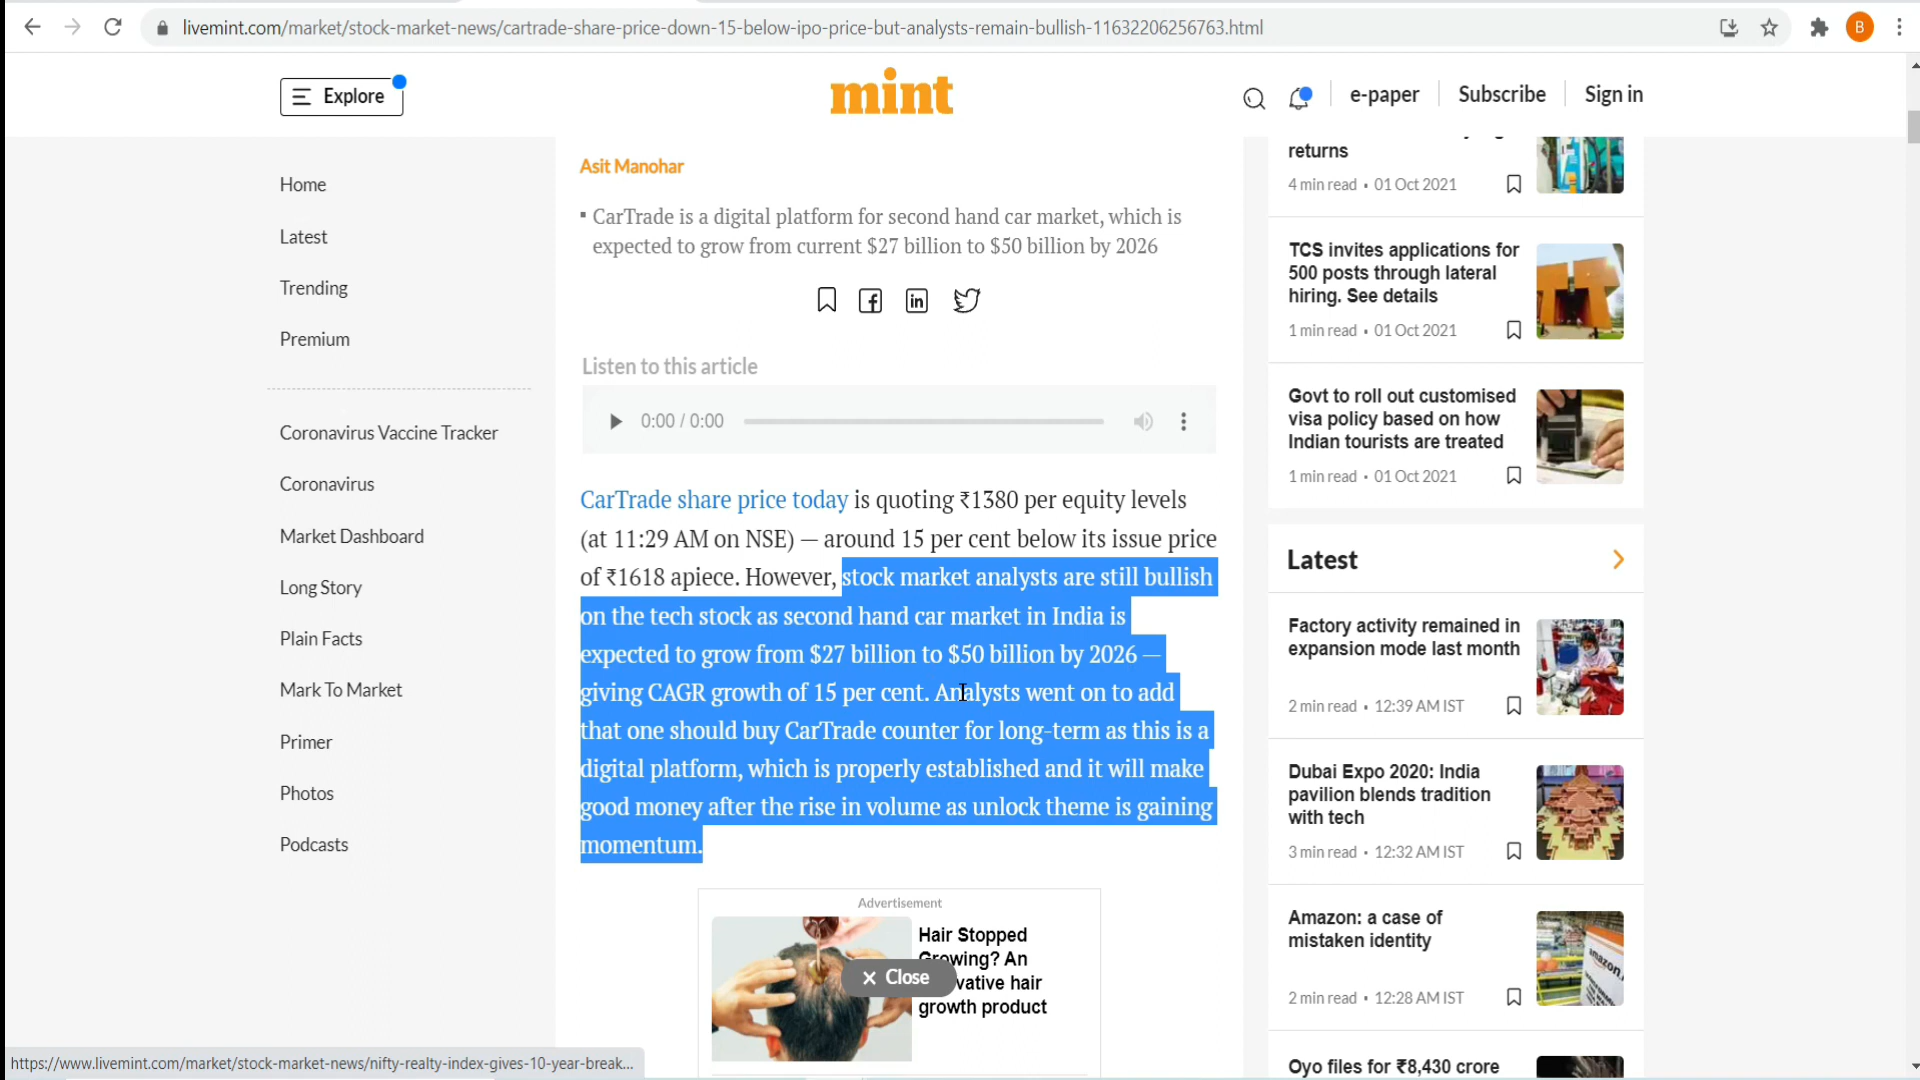 livemint.com/market/stock-market-news/cartrade-share-price-down-15-below-ipo-price-but-analysts-remain-bullish-11632206256763.html
B
Explore
mint
e-paper
Subscribe
Sign in
Home
Latest
Trending
Premium
Coronavirus Vaccine Tracker
Coronavirus
Market Dashboard
Long Story
Plain Facts
Mark To Market
Primer
Photos
Podcasts
Asit Manohar
CarTrade is a digital platform for second hand car market, which is
expected to grow from current $27 billion to $50 billion by 2026
Listen to this article
0:00 / 0:00
CarTrade share price today is quoting ₹1380 per equity levels
(at 11:29 AM on NSE) — around 15 per cent below its issue price
of ₹1618 apiece. However, stock market analysts are still bullish
on the tech stock as second hand car market in India is
expected to grow from $27 billion to $50 billion by 2026 —
giving CAGR growth of 15 per cent. Analysts went on to add
that one should buy CarTrade counter for long-term as this is a
digital platform, which is properly established and it will make
good money after the rise in volume as unlock theme is gaining
momentum.
Advertisement
Hair Stopped
Growing? An
vative hair
growth product
Close
returns
4 min read • 01 Oct 2021
TCS invites applications for
500 posts through lateral
hiring. See details
1 min read • 01 Oct 2021
Govt to roll out customised
visa policy based on how
Indian tourists are treated
1 min read • 01 Oct 2021
Latest
Factory activity remained in
expansion mode last month
2 min read • 12:39 AM IST
Dubai Expo 2020: India
pavilion blends tradition
with tech
3 min read • 12:32 AM IST
Amazon: a case of
mistaken identity
amazon
2 min read • 12:28 AM IST
Oyo files for ₹8,430 crore
https://www.livemint.com/market/stock-market-news/nifty-realty-index-gives-10-year-break...